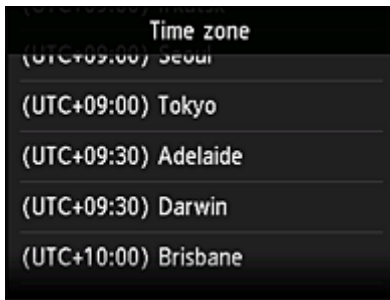 Time zone
(UTC+09:00) Seoul
(UTC+09:00) Tokyo
(UTC+09:30) Adelaide
(UTC+09:30) Darwin
(UTC+10:00) Brisbane